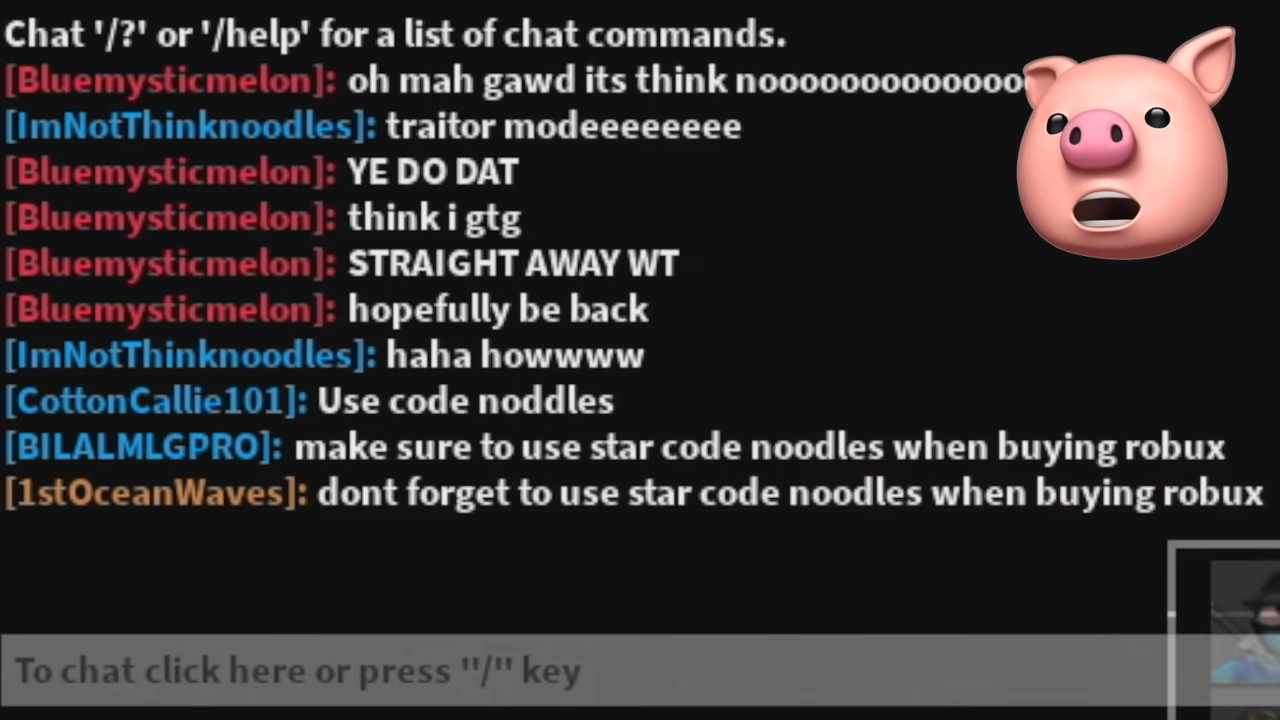 Chat '/?' or '/help' for a list of chat commands.
[Bluemysticmelon]: oh mah gawd its think nooooooooooooo
[ImNotThinknoodles]: traitor modeeeeeeee
[Bluemysticmelon]: YE DO DAT
[Bluemysticmelon]: think i gtg
[Bluemysticmelon]: STRAIGHT AWAY WT
[Bluemysticmelon]: hopefully be back
[ImNotThinknoodles]: haha howwww
[CottonCallie101]: Use code noddles
[BILALMLGPRO]: make sure to use star code noodles when buying robux
[1stOceanWaves]: dont forget to use star code noodles when buying robux
To chat click here or press "/" key